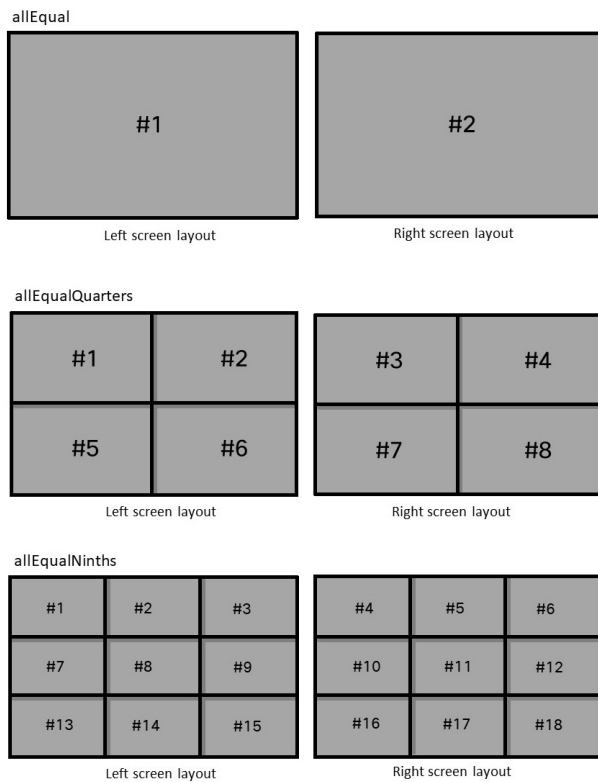 allEqual
#1
#2
Left screen layout
Right screen layout
allEqualQuarters
#1 #2
#3 #4
#5 #6
#7 #8
Left screen layout
Right screen layout
allEqualNinths
#1 #2 #3
#4 #5 #6
#7 #8 #9
#10 #11 #12
#13 #14 #15
#16 #17 #18
Left screen layout
Right screen layout